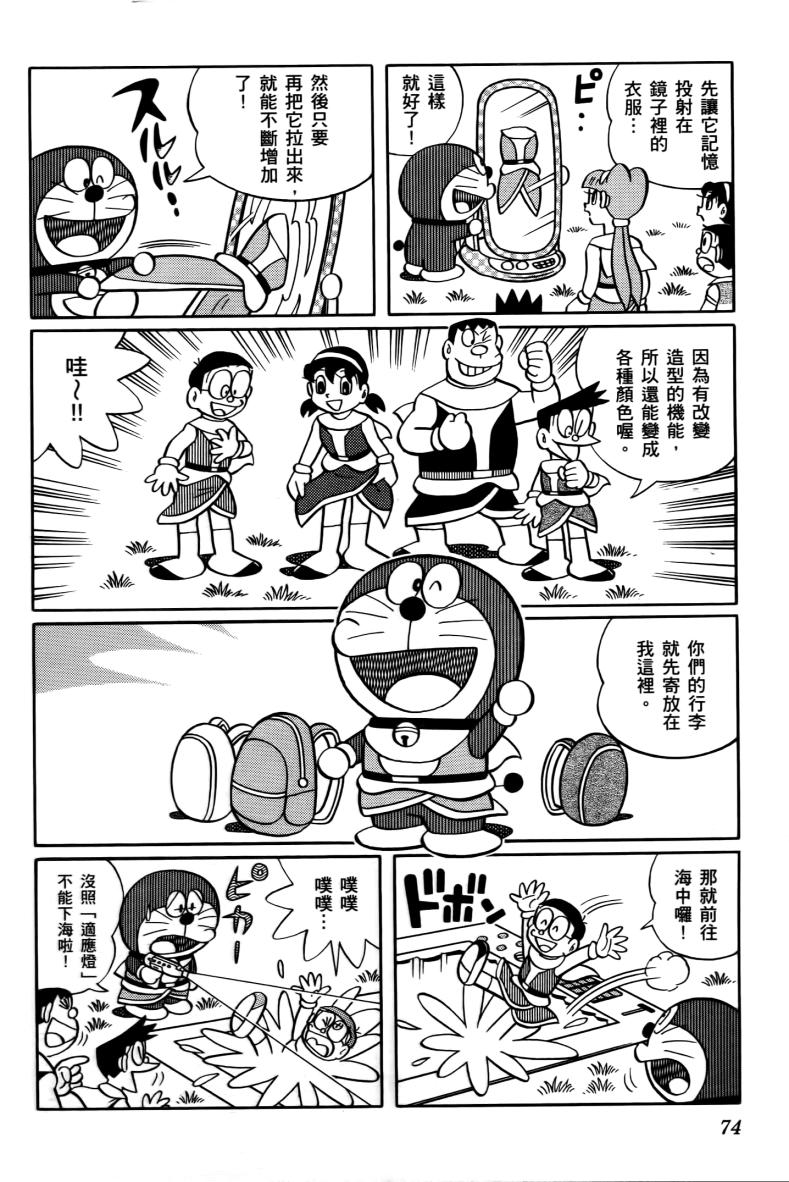 先讓它記憶
投射在
鏡子裡的
衣服⋯
ピ⋯
這樣
就好了！
然後只要
再把它拉出來，
就能不斷增加
了！
スルルル⋯
因為有改變
造型的機能，
所以還能變成
各種顏色喔。
哇～!!
你們的行李
就先寄放在
我這裡。
那就前往
海中囉！
ドボン
噗噗
噗噗⋯
ピカー
沒照「適應燈」
不能下海啦！
74